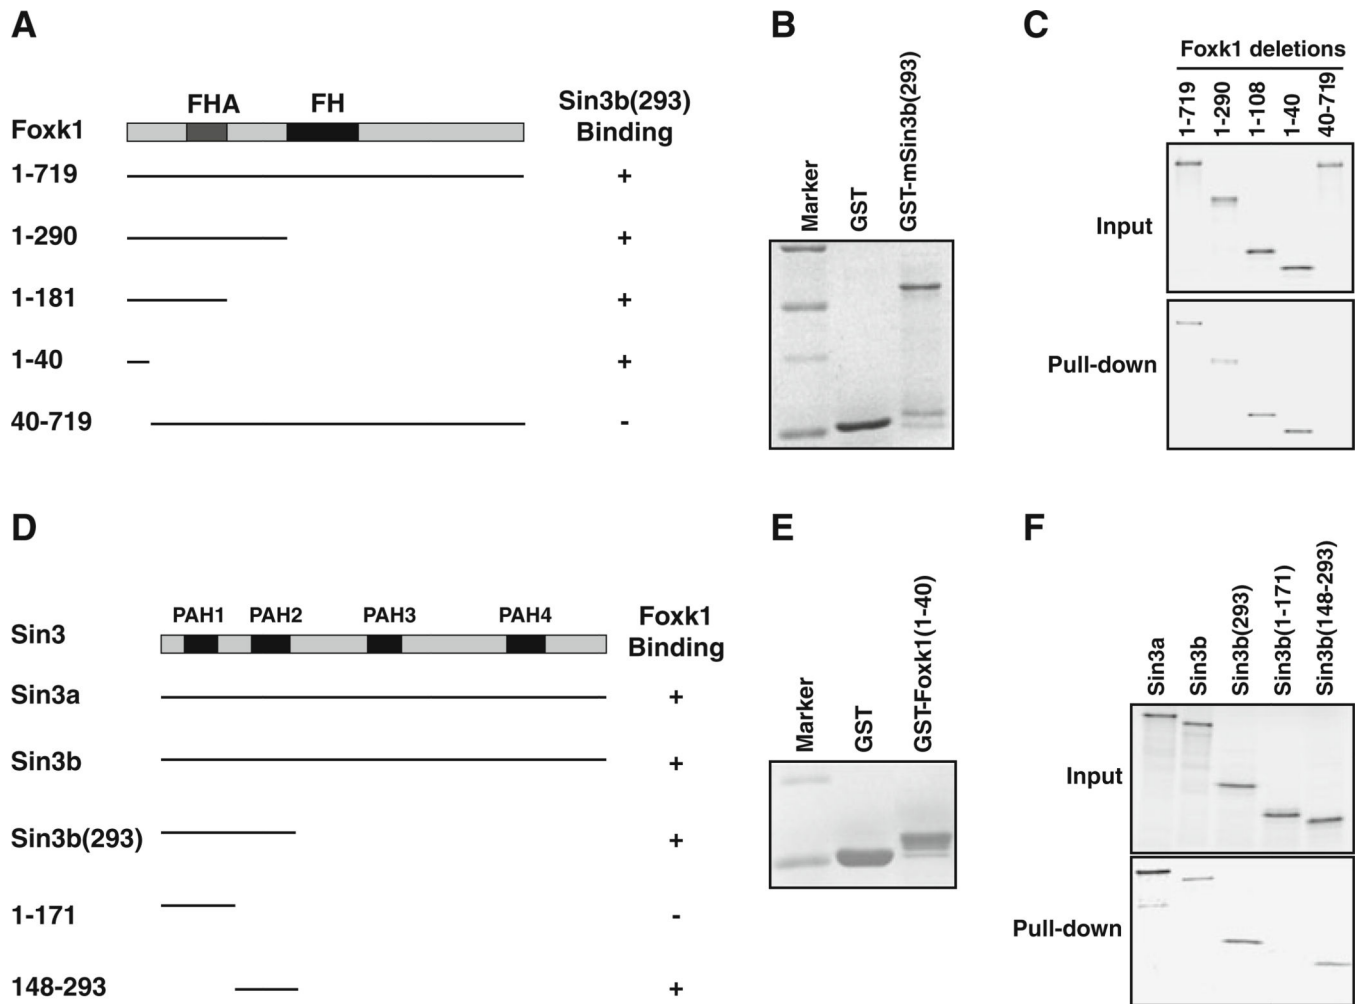 A
FHA FH
Sin3b(293)
Binding
Foxk1
1-719 +
1-290 +
1-181 +
1-40 +
40-719 -
B
Marker
GST
GST-mSin3b(293)
C
Foxk1 deletions
1-719
1-290
1-108
1-40
40-719
Input
Pull-down
D
PAH1 PAH2 PAH3 PAH4
Foxk1
Binding
Sin3
Sin3a +
Sin3b +
Sin3b(293) +
1-171 -
148-293 +
E
Marker
GST
GST-Foxk1(1-40)
F
Sin3a
Sin3b
Sin3b(293)
Sin3b(1-171)
Sin3b(148-293)
Input
Pull-down